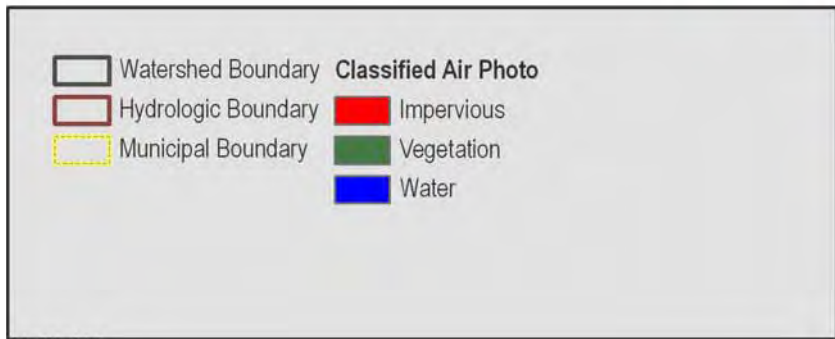 Watershed Boundary
Hydrologic Boundary
Municipal Boundary
Classified Air Photo
Impervious
Vegetation
Water